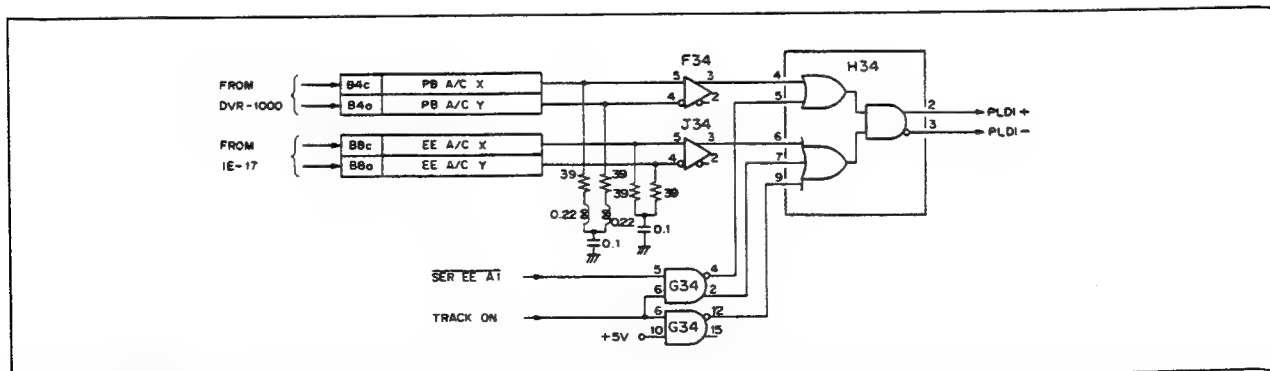 F34
H34
FROM B4c PB A/C X 5 3 4
DVR-1000 B4a PB A/C Y 4 2 5 2 PLDI+
J34 3 PLDI-
FROM B8c EE A/C X 5 3 6
IE-17 B8a EE A/C Y 4 2 7
39 39 39 39 9
0.22 0.22
0.1 0.1
SER EE A1 5 4
G34
6 2
TRACK ON 6 12
G34
+5V 10 15